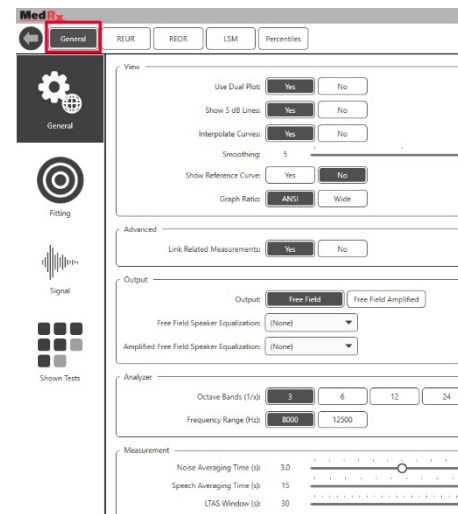 MedRx
General REUR REOR LSM Percentiles
General
Fitting
Signal
Shown Tests
View
Use Dual Plot: Yes No
Show 5 dB Lines: Yes No
Interpolate Curves: Yes No
Smoothing: 5
Show Reference Curve: Yes No
Graph Ratio: ANSI Wide
Advanced
Link Related Measurements: Yes No
Output
Output: Free Field Free Field Amplified
Free Field Speaker Equalization: (None)
Amplified Free Field Speaker Equalization: (None)
Analyzer
Octave Bands (1/x): 3 6 12 24
Frequency Range (Hz): 8000 12500
Measurement
Noise Averaging Time (s): 3.0
Speech Averaging Time (s): 15
LTAS Window (s): 30